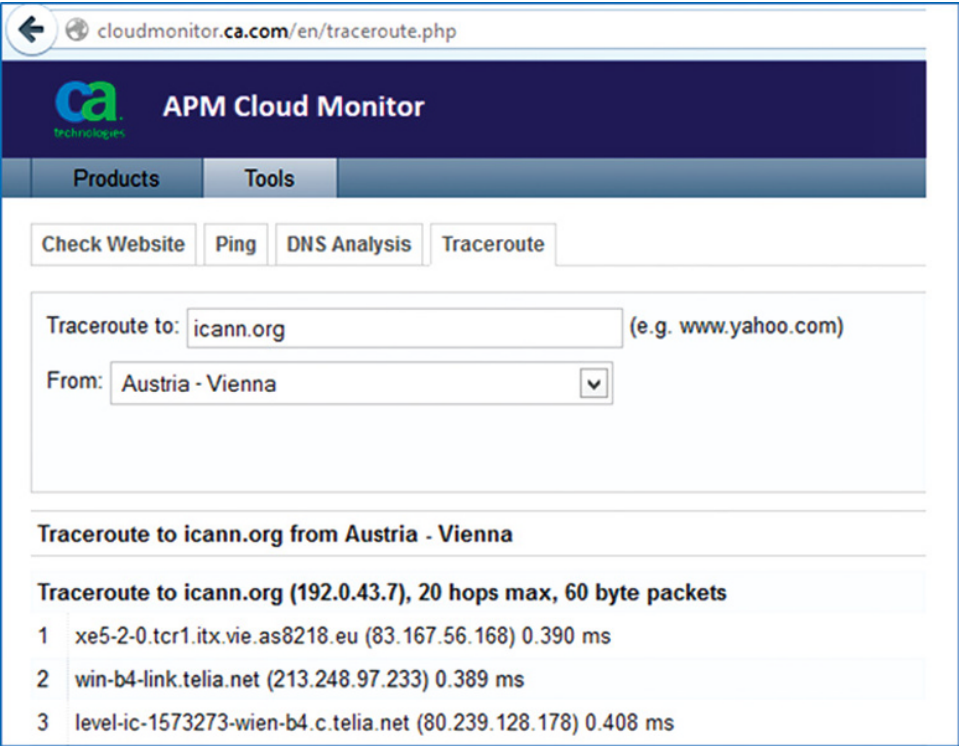 cloudmonitor.ca.com/en/traceroute.php
ca
technologies
APM Cloud Monitor
Products Tools
Check Website Ping DNS Analysis Traceroute
Traceroute to: icann.org (e.g. www.yahoo.com)
From: Austria - Vienna
Traceroute to icann.org from Austria - Vienna
Traceroute to icann.org (192.0.43.7), 20 hops max, 60 byte packets
1 xe5-2-0.tcr1.itx.vie.as8218.eu (83.167.56.168) 0.390 ms
2 win-b4-link.telia.net (213.248.97.233) 0.389 ms
3 level-ic-1573273-wien-b4.c.telia.net (80.239.128.178) 0.408 ms